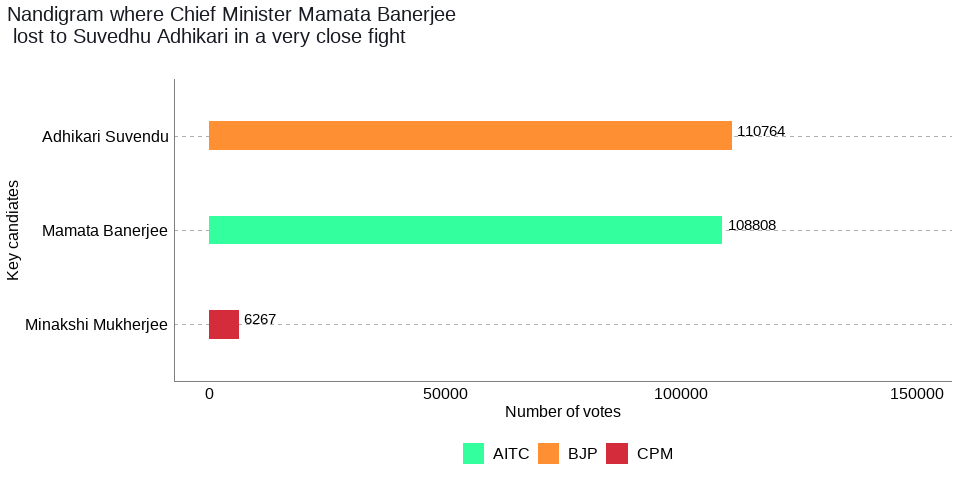 Nandigram where Chief Minister Mamata Banerjee
lost to Suvedhu Adhikari in a very close fight
Key candiates
Adhikari Suvendu
110764
Mamata Banerjee
108808
Minakshi Mukherjee
6267
0 50000 100000 150000
Number of votes
AITC BJP CPM